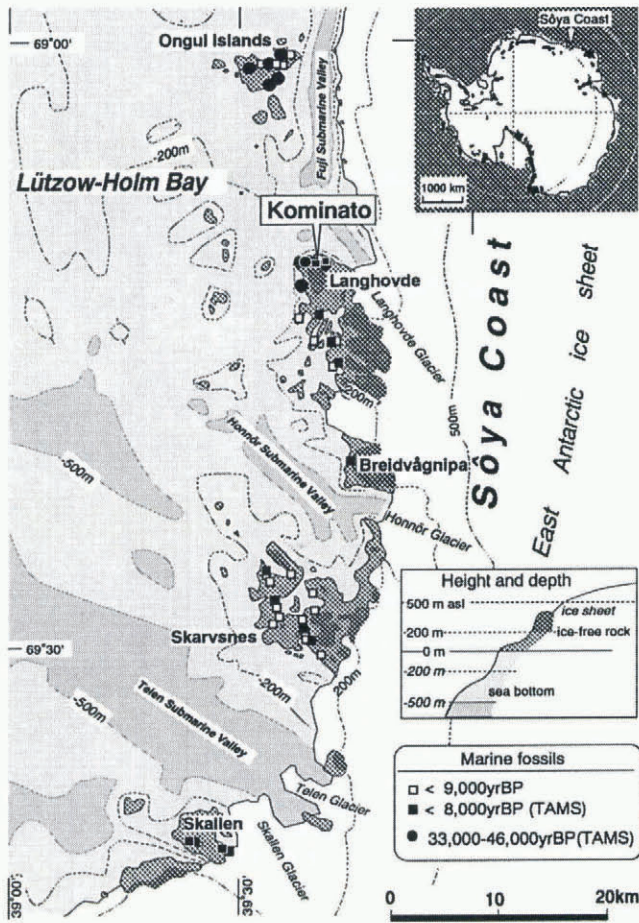 69°00'
Ongul Islands
Sôya Coast
1000 km
Fuji Submarine Valley
-200m
Lützow-Holm Bay
Kominato
Langhovde
Langhovde Glacier
Sôya Coast
East Antarctic ice sheet
200m
500m
Honnör Submarine Valley
-500m
Breidvågnipa
Honnör Glacier
Skarvsnes
69°30'
-200m
200m
-500m
Telen Submarine Valley
Telen Glacier
Skallen
Skallen Glacier
39°00'
39°30'
Height and depth
500 m asl
ice sheet
200 m
ice-free rock
0 m
-200 m
sea bottom
-500 m
Marine fossils
< 9,000yrBP
< 8,000yrBP (TAMS)
33,000-46,000yrBP(TAMS)
0 10 20km